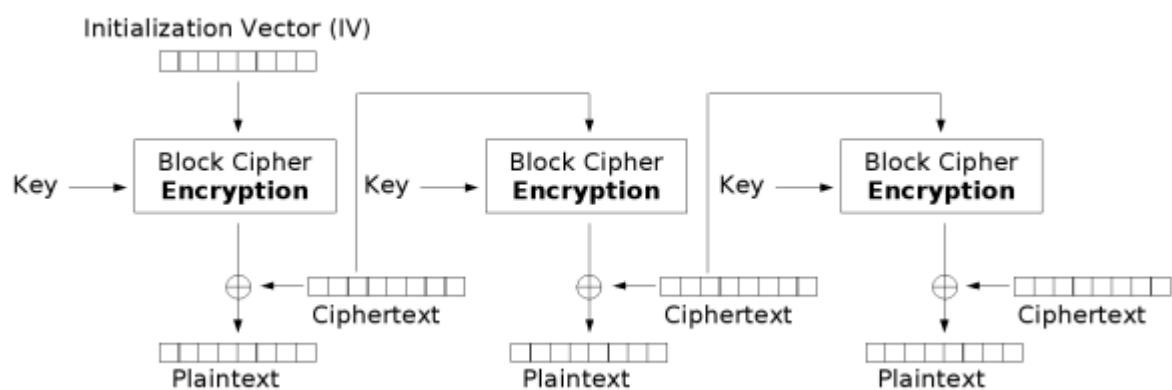 Initialization Vector (IV)
Key
Block Cipher
Encryption
Key
Block Cipher
Encryption
Key
Block Cipher
Encryption
Ciphertext
Ciphertext
Ciphertext
Plaintext
Plaintext
Plaintext